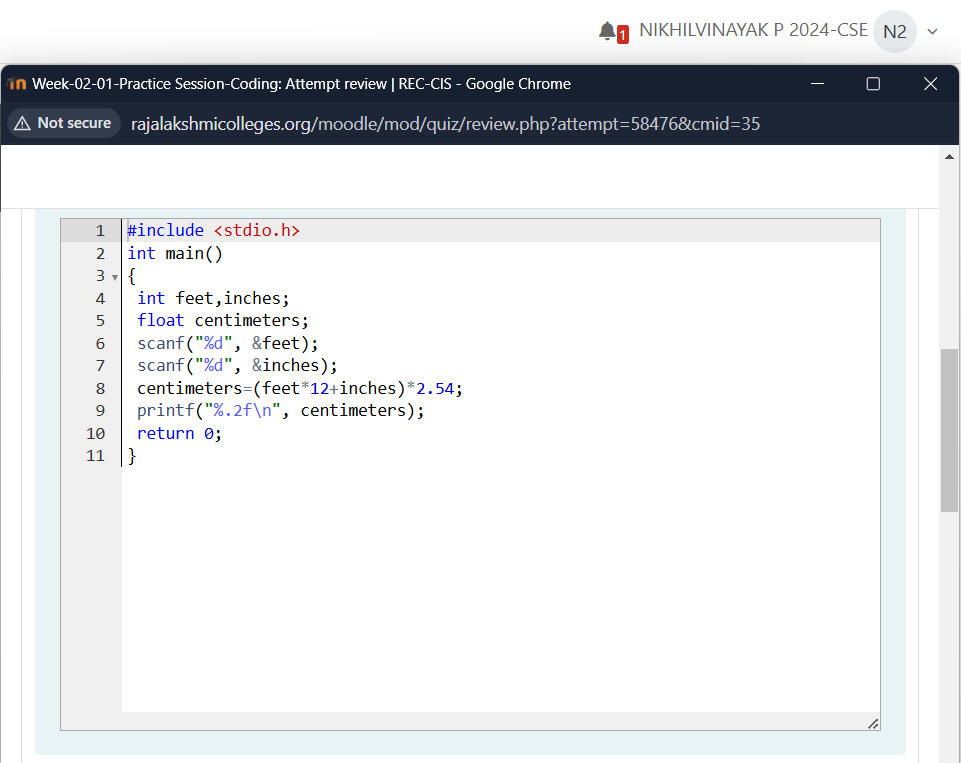 1 NIKHILVINAYAK P 2024-CSE N2
Week-02-01-Practice Session-Coding: Attempt review | REC-CIS - Google Chrome
Not secure rajalakshmicolleges.org/moodle/mod/quiz/review.php?attempt=58476&cmid=35
1 #include <stdio.h>
2 int main()
3 {
4 int feet,inches;
5 float centimeters;
6 scanf("%d", &feet);
7 scanf("%d", &inches);
8 centimeters=(feet*12+inches)*2.54;
9 printf("%.2f\n", centimeters);
10 return 0;
11 }